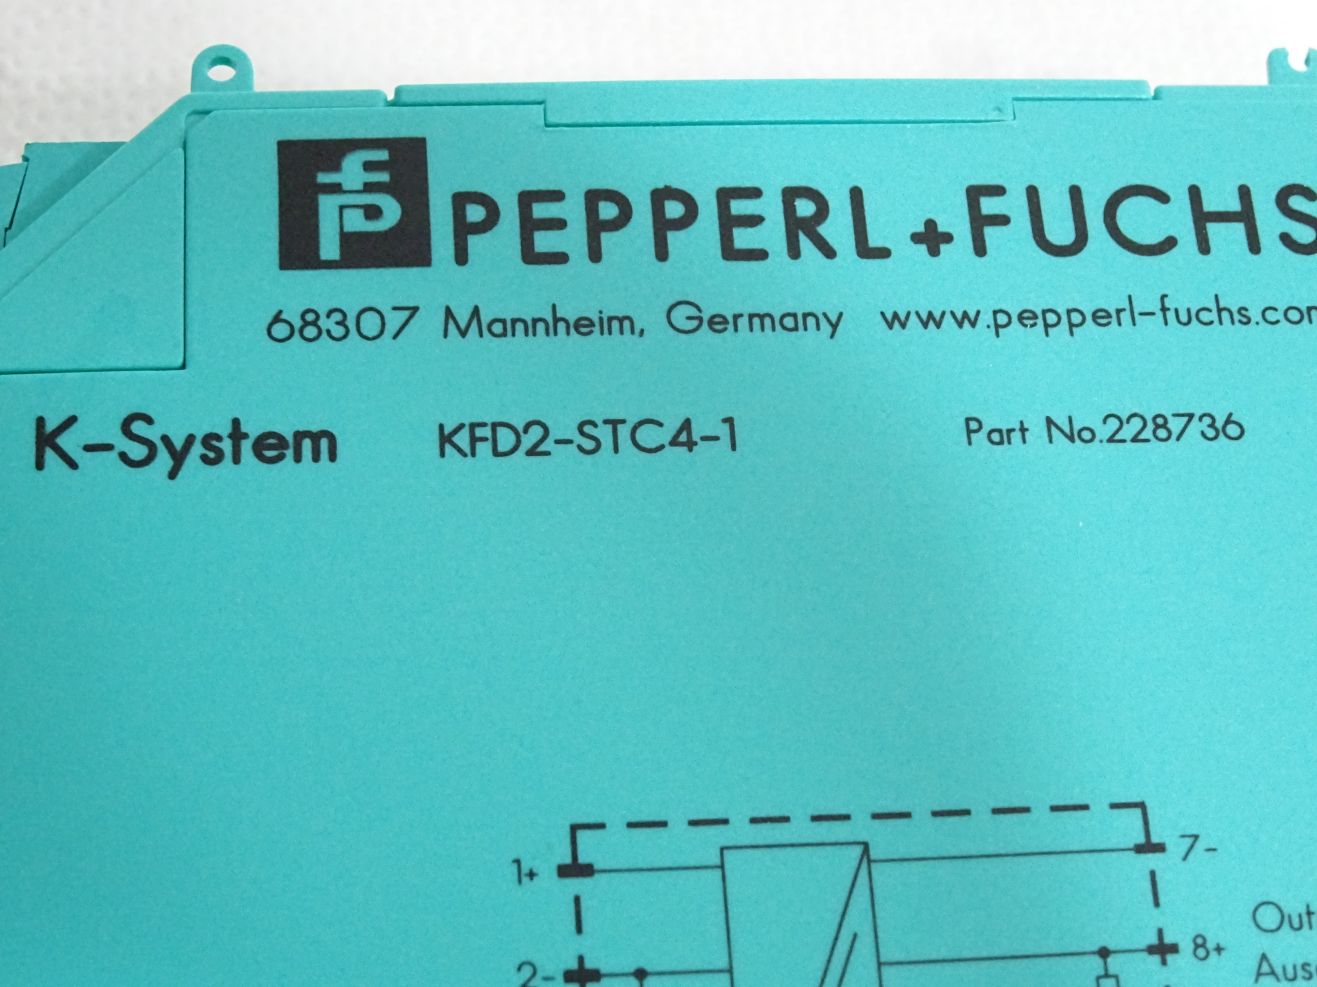 PEPPERL+FUCHS
68307 Mannheim, Germany www.pepperl-fuchs.com
K-System KFD2-STC4-1 Part No.228736
1+ 7-
2- 8+
Out
Aus